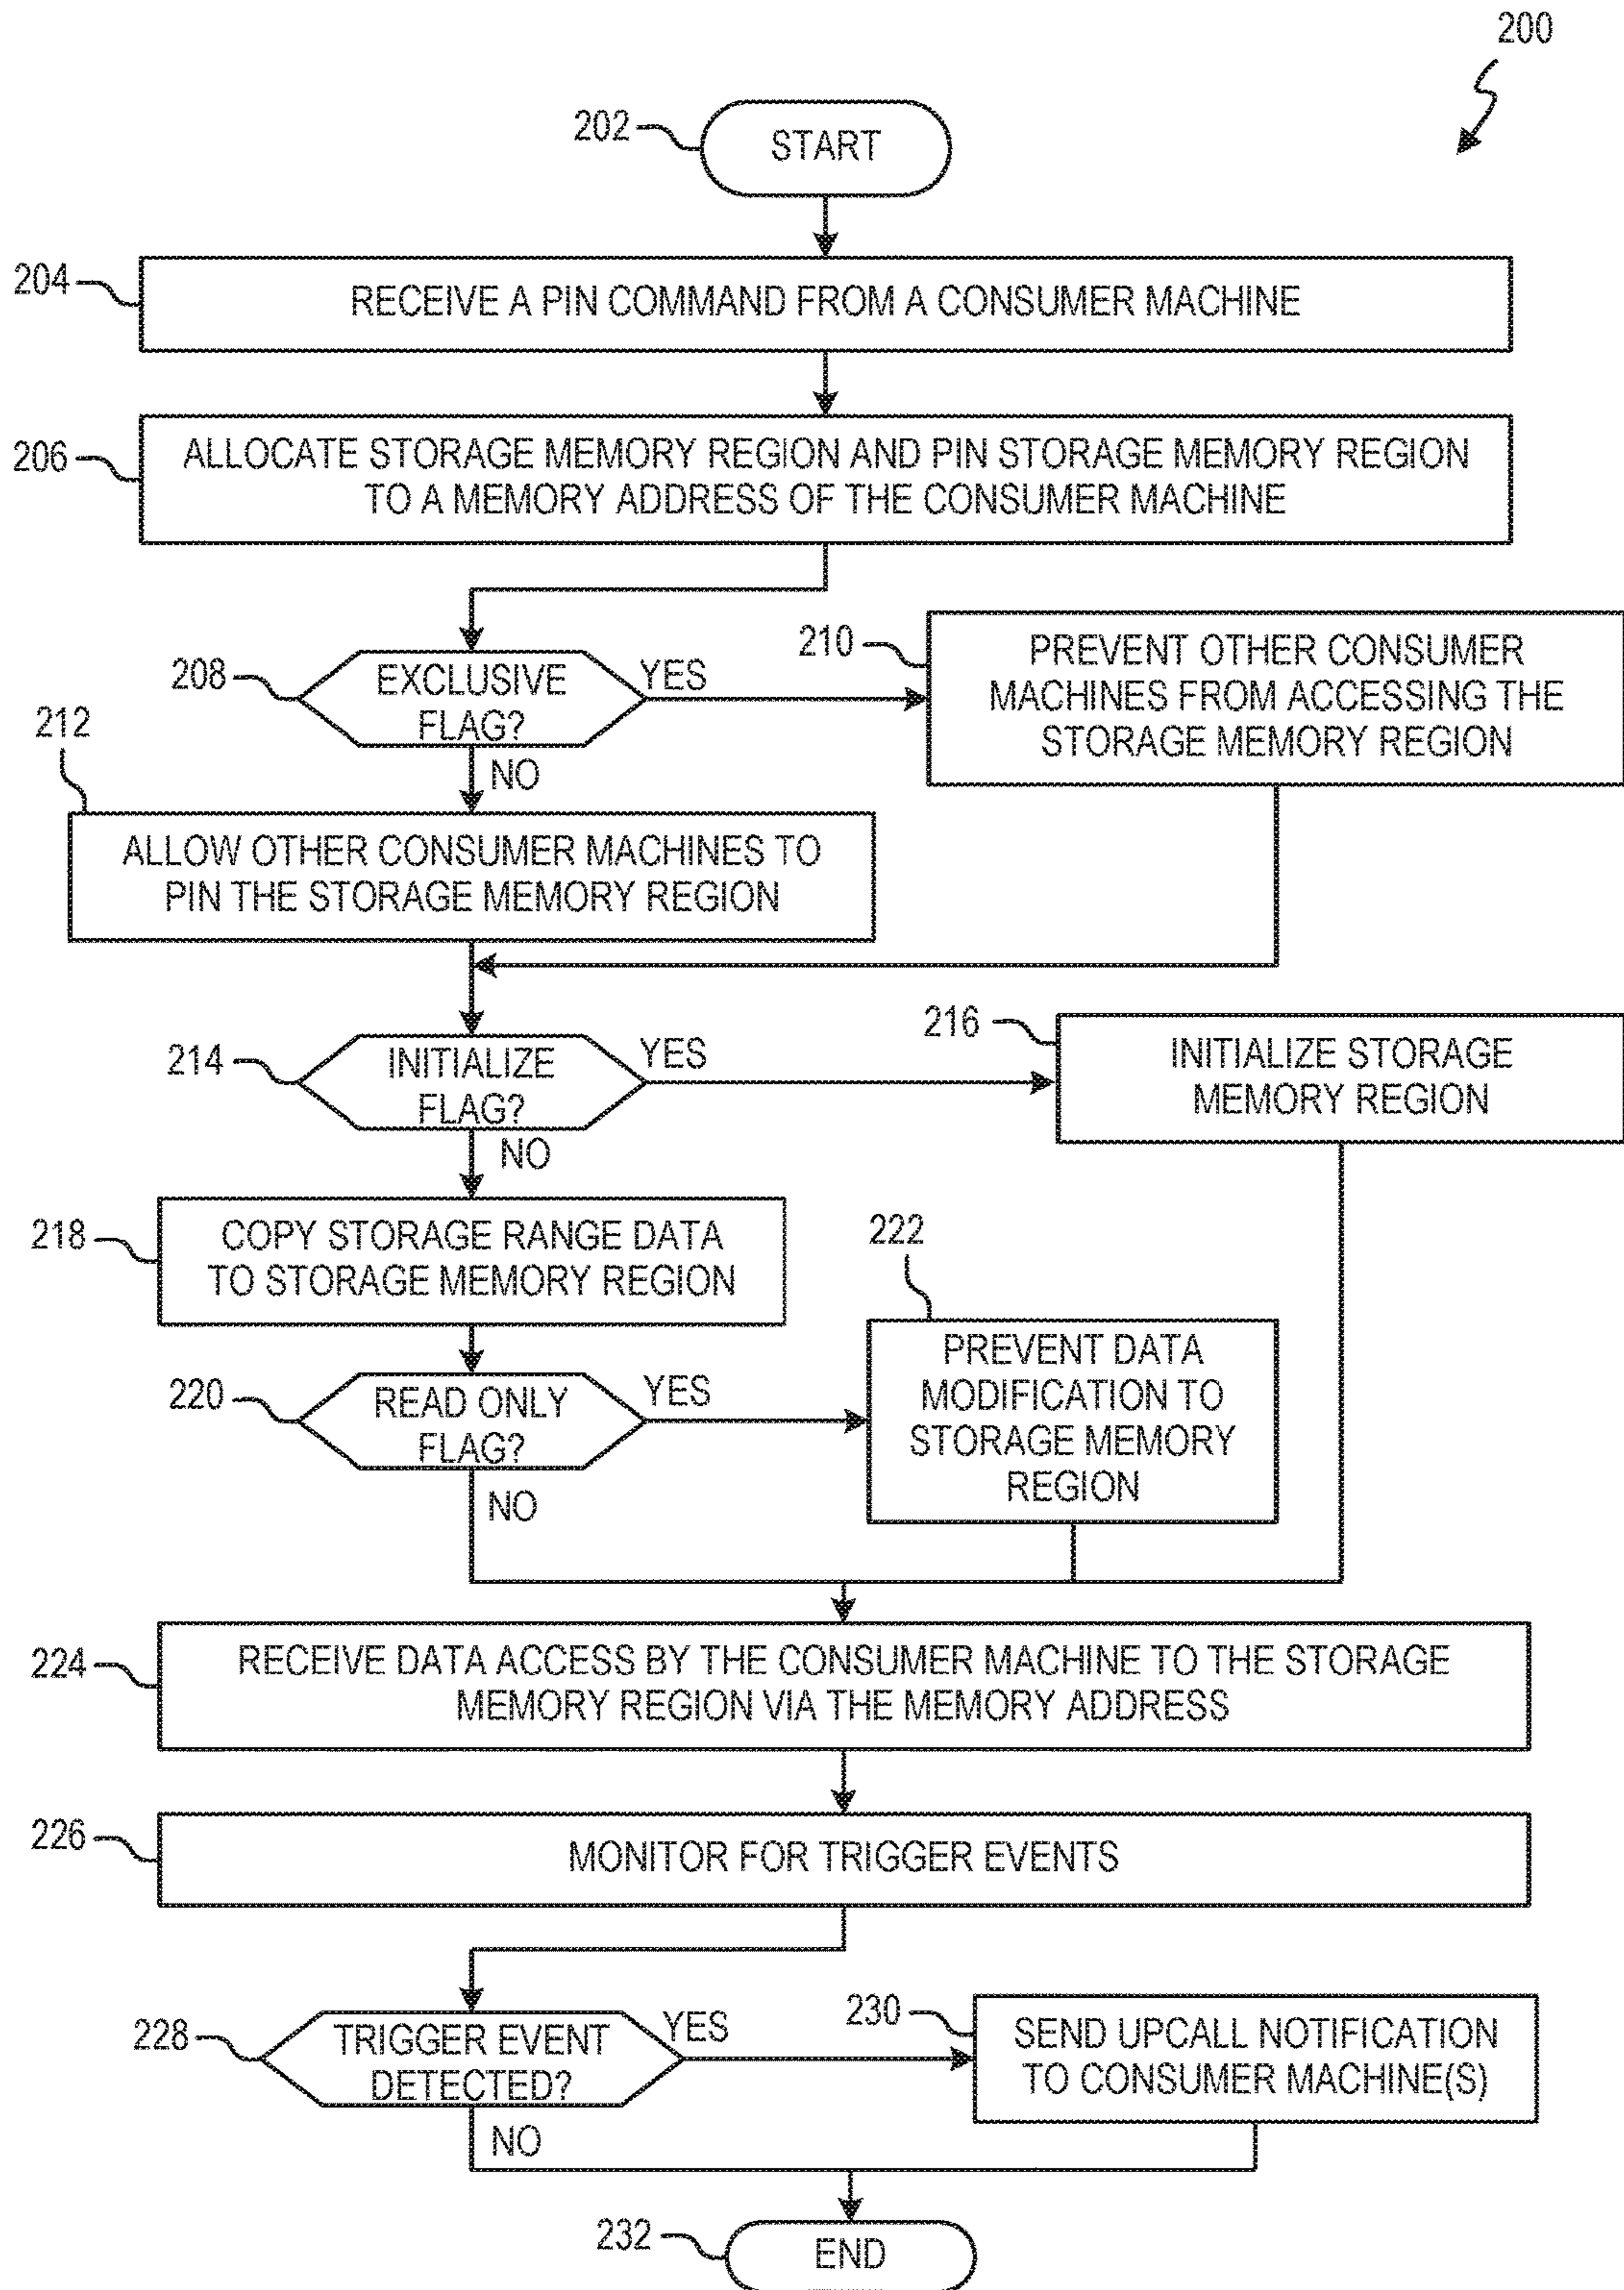 200
202
START
204
RECEIVE A PIN COMMAND FROM A CONSUMER MACHINE
206
ALLOCATE STORAGE MEMORY REGION AND PIN STORAGE MEMORY REGION
TO A MEMORY ADDRESS OF THE CONSUMER MACHINE
208
EXCLUSIVE
FLAG?
YES
NO
210
PREVENT OTHER CONSUMER
MACHINES FROM ACCESSING THE
STORAGE MEMORY REGION
212
ALLOW OTHER CONSUMER MACHINES TO
PIN THE STORAGE MEMORY REGION
214
INITIALIZE
FLAG?
YES
NO
216
INITIALIZE STORAGE
MEMORY REGION
218
COPY STORAGE RANGE DATA
TO STORAGE MEMORY REGION
220
READ ONLY
FLAG?
YES
NO
222
PREVENT DATA
MODIFICATION TO
STORAGE MEMORY
REGION
224
RECEIVE DATA ACCESS BY THE CONSUMER MACHINE TO THE STORAGE
MEMORY REGION VIA THE MEMORY ADDRESS
226
MONITOR FOR TRIGGER EVENTS
228
TRIGGER EVENT
DETECTED?
YES
NO
230
SEND UPCALL NOTIFICATION
TO CONSUMER MACHINE(S)
232
END